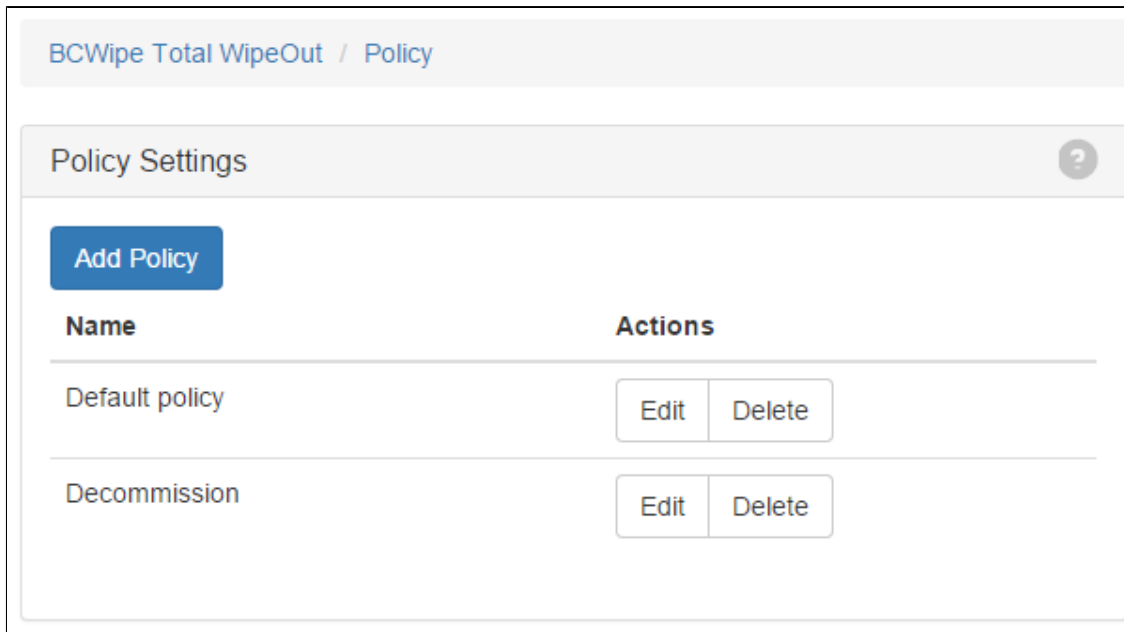 BCWipe Total WipeOut / Policy
Policy Settings ?
Add Policy
Name Actions
Default policy Edit Delete
Decommission Edit Delete